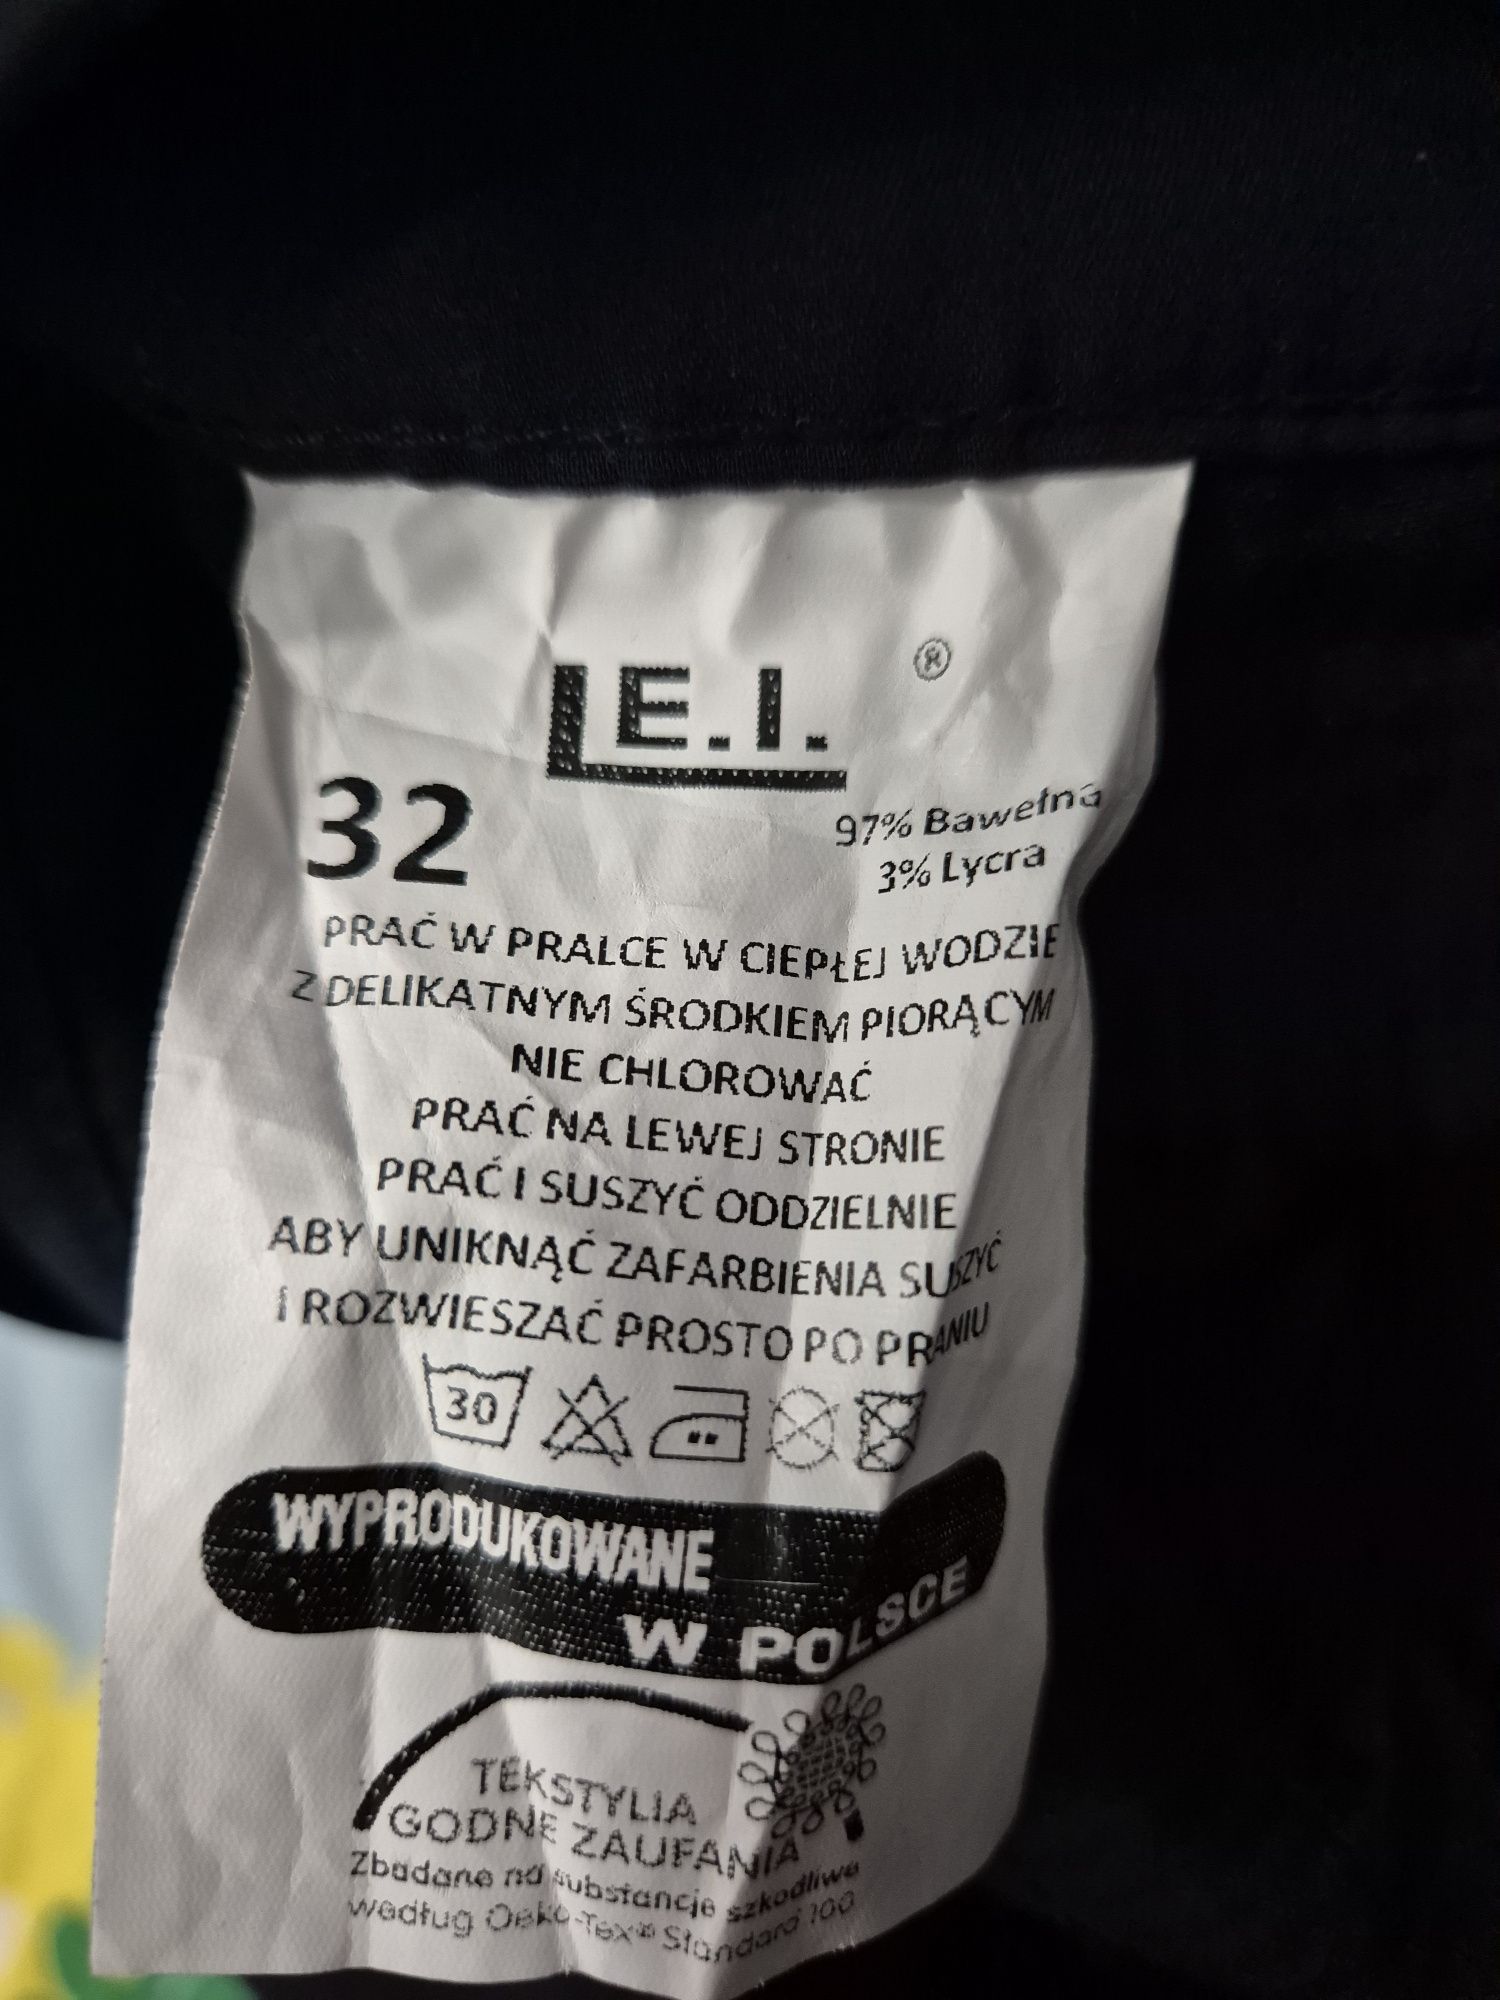 L.E.I. ®
32
97% Bawełna
3% Lycra
PRAĆ W PRALCE W CIEPŁEJ WODZIE
Z DELIKATNYM ŚRODKIEM PIORĄCYM
NIE CHLOROWAĆ
PRAĆ NA LEWEJ STRONIE
PRAĆ I SUSZYĆ ODDZIELNIE
ABY UNIKNĄĆ ZAFARBIENIA SUSZYĆ
I ROZWIESZAĆ PROSTO PO PRANIU
30
WYPRODUKOWANE
W POLSCE
TEKSTYLIA
GODNE ZAUFANIA
Zbadane na substancje szkodliwe
według Oeko-Tex® Standard 100